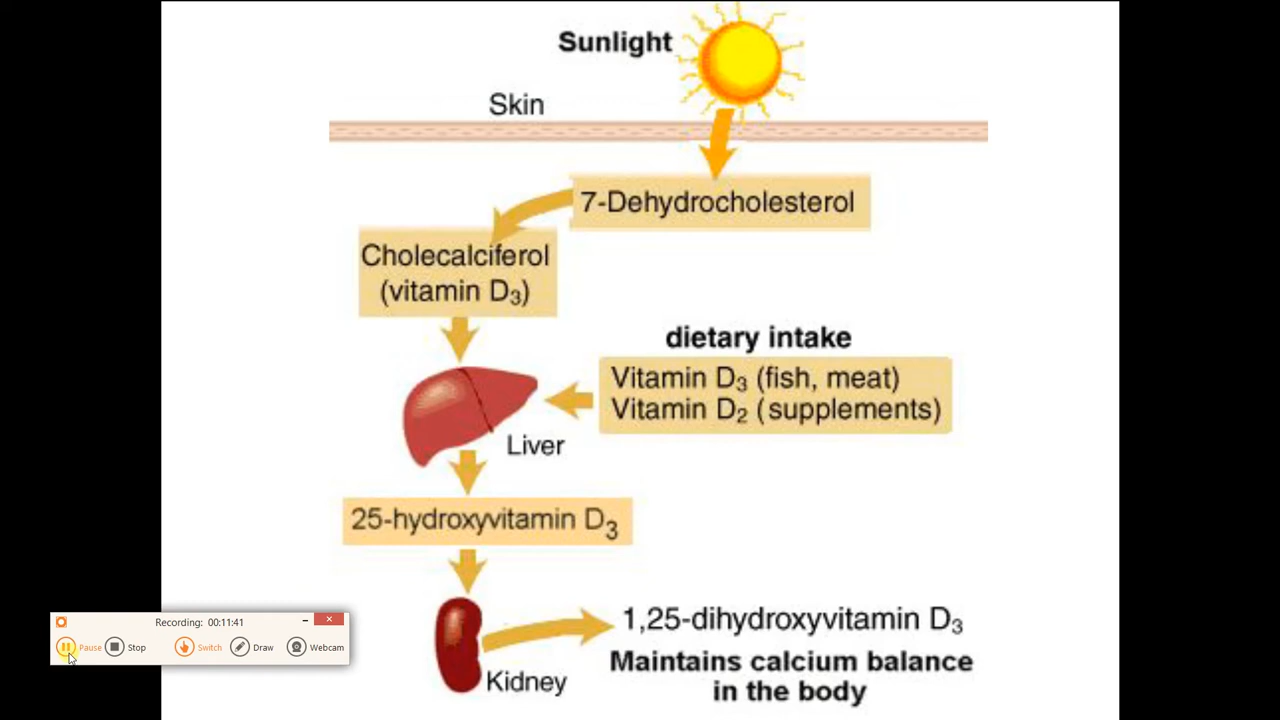 Sunlight
Skin
7-Dehydrocholesterol
Cholecalciferol
(vitamin D₃)
dietary intake
Vitamin D₃ (fish, meat)
Vitamin D₂ (supplements)
Liver
25-hydroxyvitamin D₃
1,25-dihydroxyvitamin D₃
Maintains calcium balance
in the body
Kidney
Recording: 00:11:41
Pause Stop Switch Draw Webcam